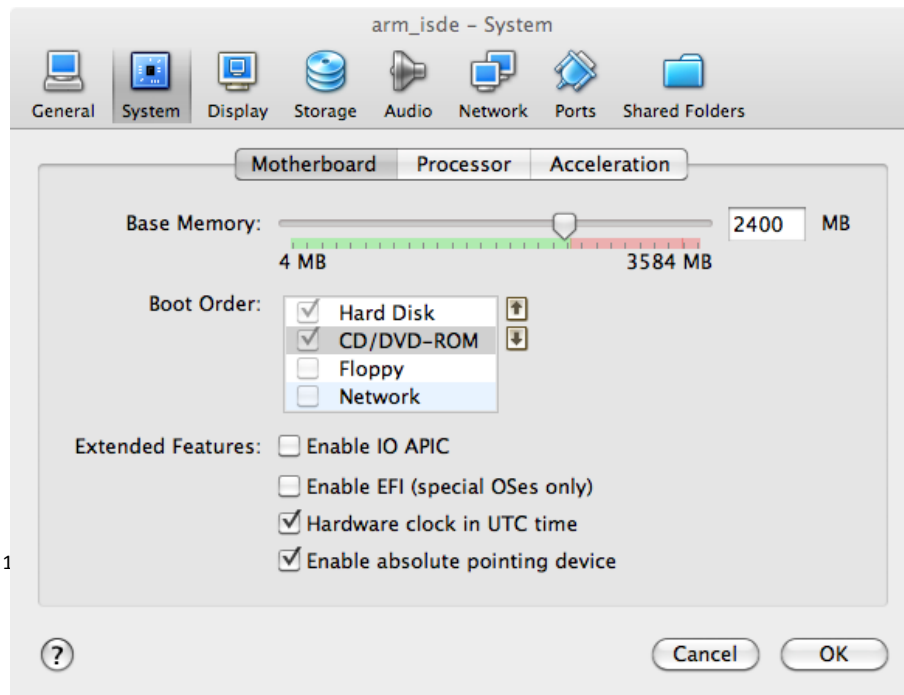 arm_isde – System
General System Display Storage Audio Network Ports Shared Folders
Motherboard Processor Acceleration
Base Memory: 2400 MB
4 MB 3584 MB
Boot Order: Hard Disk
CD/DVD-ROM
Floppy
Network
Extended Features: Enable IO APIC
Enable EFI (special OSes only)
Hardware clock in UTC time
1
Enable absolute pointing device
? Cancel OK